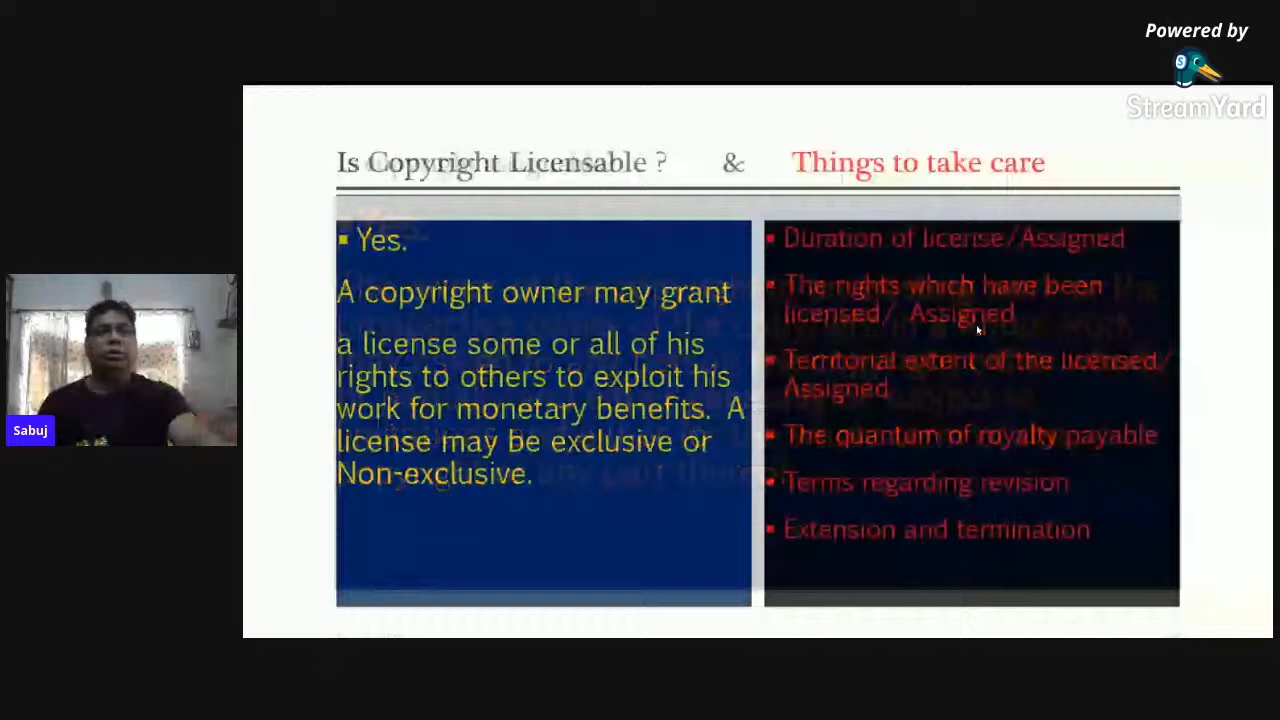 Powered by
StreamYard
Is Copyright Licensable ? & Things to take care
▪ Yes.
A copyright owner may grant
a license some or all of his
rights to others to exploit his
work for monetary benefits. A
license may be exclusive or
Non-exclusive.
▪ Duration of license/Assigned
▪ The rights which have been
licensed/ Assigned
▪ Territorial extent of the licensed/
Assigned
▪ The quantum of royalty payable
▪ Terms regarding revision
▪ Extension and termination
Sabuj